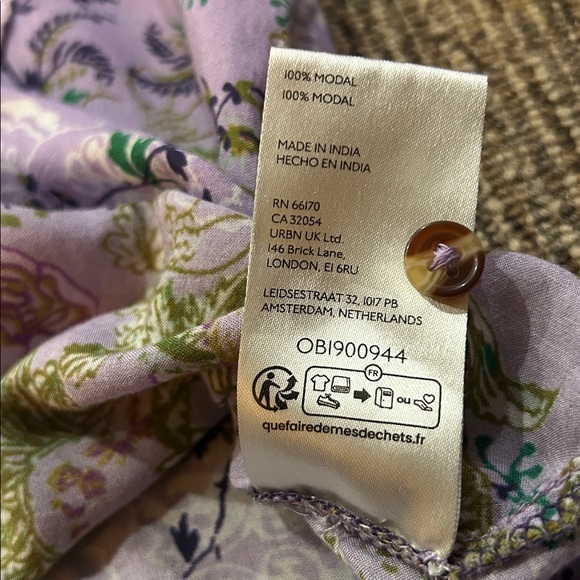 100% MODAL
100% MODAL
MADE IN INDIA
HECHO EN INDIA
RN 66170
CA 32054
URBN UK Ltd.
146 Brick Lane,
LONDON, E1 6RU
LEIDSESTRAAT 32, 1017 PB
AMSTERDAM, NETHERLANDS
OB1900944
FR
ou
quefairedemesdechets.fr